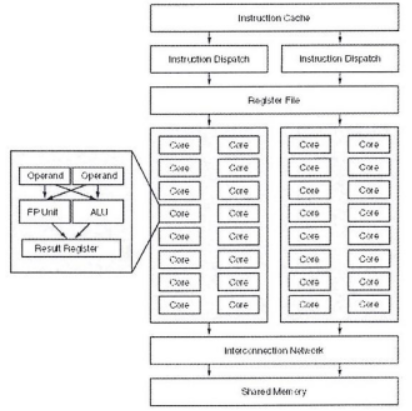 Instruction Cache
Instruction Dispatch Instruction Dispatch
Register File
Core Core Core Core
Core Core Core Core
Core Core Core Core
Core Core Core Core
Core Core Core Core
Core Core Core Core
Core Core Core Core
Core Core Core Core
Operand Operand
FP Unit ALU
Result Register
Interconnection Network
Shared Memory